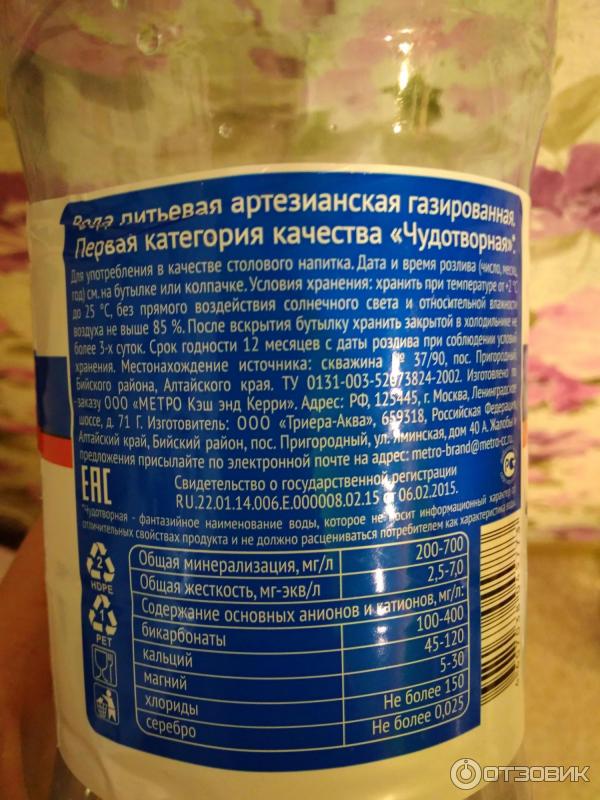 Вода питьевая артезианская газированная.
Первая категория качества «Чудотворная»*.
Для употребления в качестве столового напитка. Дата и время розлива (число, месяц,
год) см. на бутылке или колпачке. Условия хранения: хранить при температуре от +2 °С
до 25 °С, без прямого воздействия солнечного света и относительной влажности
воздуха не выше 85 %. После вскрытия бутылку хранить закрытой в холодильнике не
более 3-х суток. Срок годности 12 месяцев с даты розлива при соблюдении условий
хранения. Местонахождение источника: скважина № 37/90, пос. Пригородный,
Бийского района, Алтайского края. ТУ 0131-003-52073824-2002. Изготовлено по
заказу ООО «МЕТРО Кэш энд Керри». Адрес: РФ, 125445, г. Москва, Ленинградское
шоссе, д. 71 Г. Изготовитель: ООО «Триера-Аква», 659318, Российская Федерация,
Алтайский край, Бийский район, пос. Пригородный, ул. Яминская, дом 40 А. Жалобы и
предложения присылайте по электронной почте на адрес: metro-brand@metro-cc.ru
EAC
Свидетельство о государственной регистрации
RU.22.01.14.006.Е.000008.02.15 от 06.02.2015.
*Чудотворная - фантазийное наименование воды, которое не носит информационный характер об
отличительных свойствах продукта и не должно расцениваться потребителем как характеристика воды.
Общая минерализация, мг/л 200-700
Общая жесткость, мг-экв/л 2,5-7,0
Содержание основных анионов и катионов, мг/л:
бикарбонаты 100-400
кальций 45-120
магний 5-30
хлориды Не более 150
серебро Не более 0,025
2
HDPE
1
PET
ОТЗОВИК